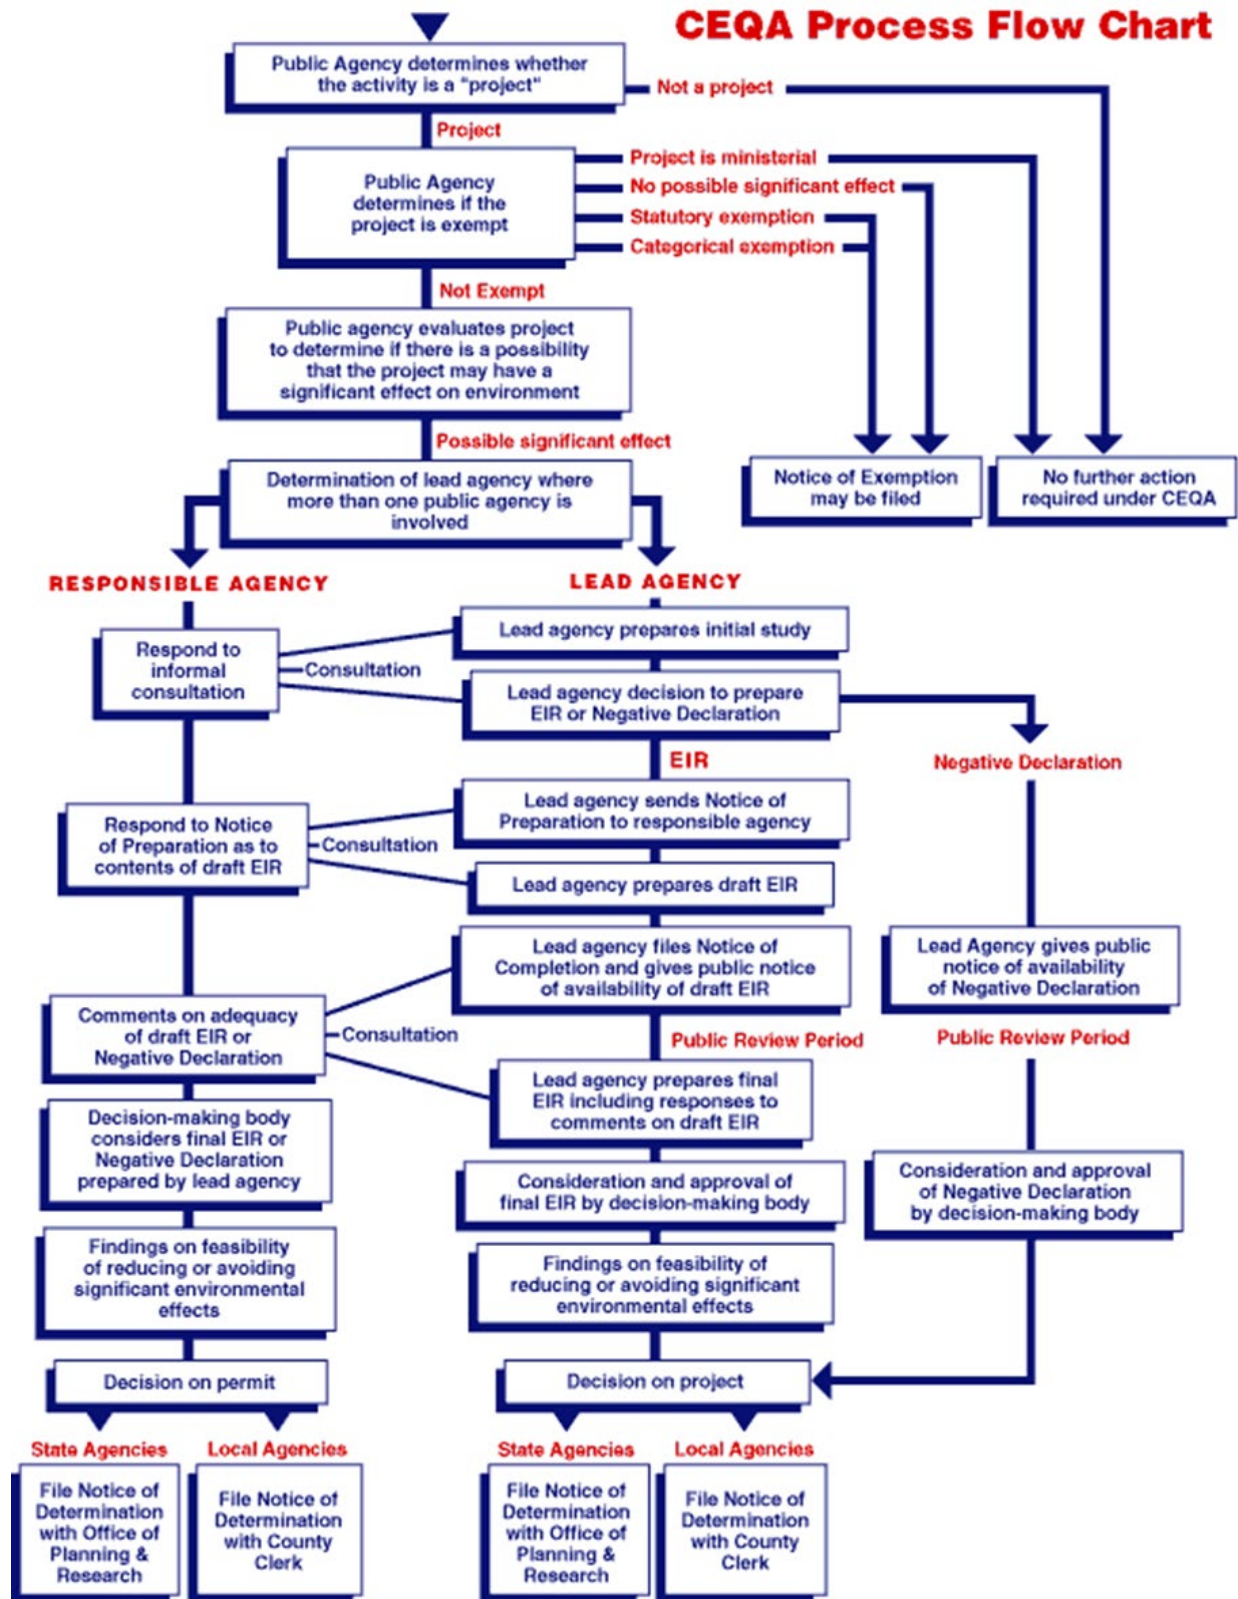 CEQA Process Flow Chart
Public Agency determines whether
the activity is a "project"
Not a project
Project
Public Agency
determines if the
project is exempt
Project is ministerial
No possible significant effect
Statutory exemption
Categorical exemption
Not Exempt
Public agency evaluates project
to determine if there is a possibility
that the project may have a
significant effect on environment
Possible significant effect
Determination of lead agency where
more than one public agency is
involved
Notice of Exemption
may be filed
No further action
required under CEQA
RESPONSIBLE AGENCY
LEAD AGENCY
Respond to
informal
consultation
Consultation
Lead agency prepares initial study
Lead agency decision to prepare
EIR or Negative Declaration
EIR
Negative Declaration
Respond to Notice
of Preparation as to
contents of draft EIR
Consultation
Lead agency sends Notice of
Preparation to responsible agency
Lead agency prepares draft EIR
Lead agency files Notice of
Completion and gives public notice
of availability of draft EIR
Lead Agency gives public
notice of availability
of Negative Declaration
Comments on adequacy
of draft EIR or
Negative Declaration
Consultation
Public Review Period
Public Review Period
Lead agency prepares final
EIR including responses to
comments on draft EIR
Decision-making body
considers final EIR or
Negative Declaration
prepared by lead agency
Consideration and approval of
final EIR by decision-making body
Consideration and approval
of Negative Declaration
by decision-making body
Findings on feasibility
of reducing or avoiding
significant environmental
effects
Findings on feasibility of
reducing or avoiding significant
environmental effects
Decision on permit
Decision on project
State Agencies
Local Agencies
State Agencies
Local Agencies
File Notice of
Determination
with Office of
Planning &
Research
File Notice of
Determination
with County
Clerk
File Notice of
Determination
with Office of
Planning &
Research
File Notice of
Determination
with County
Clerk